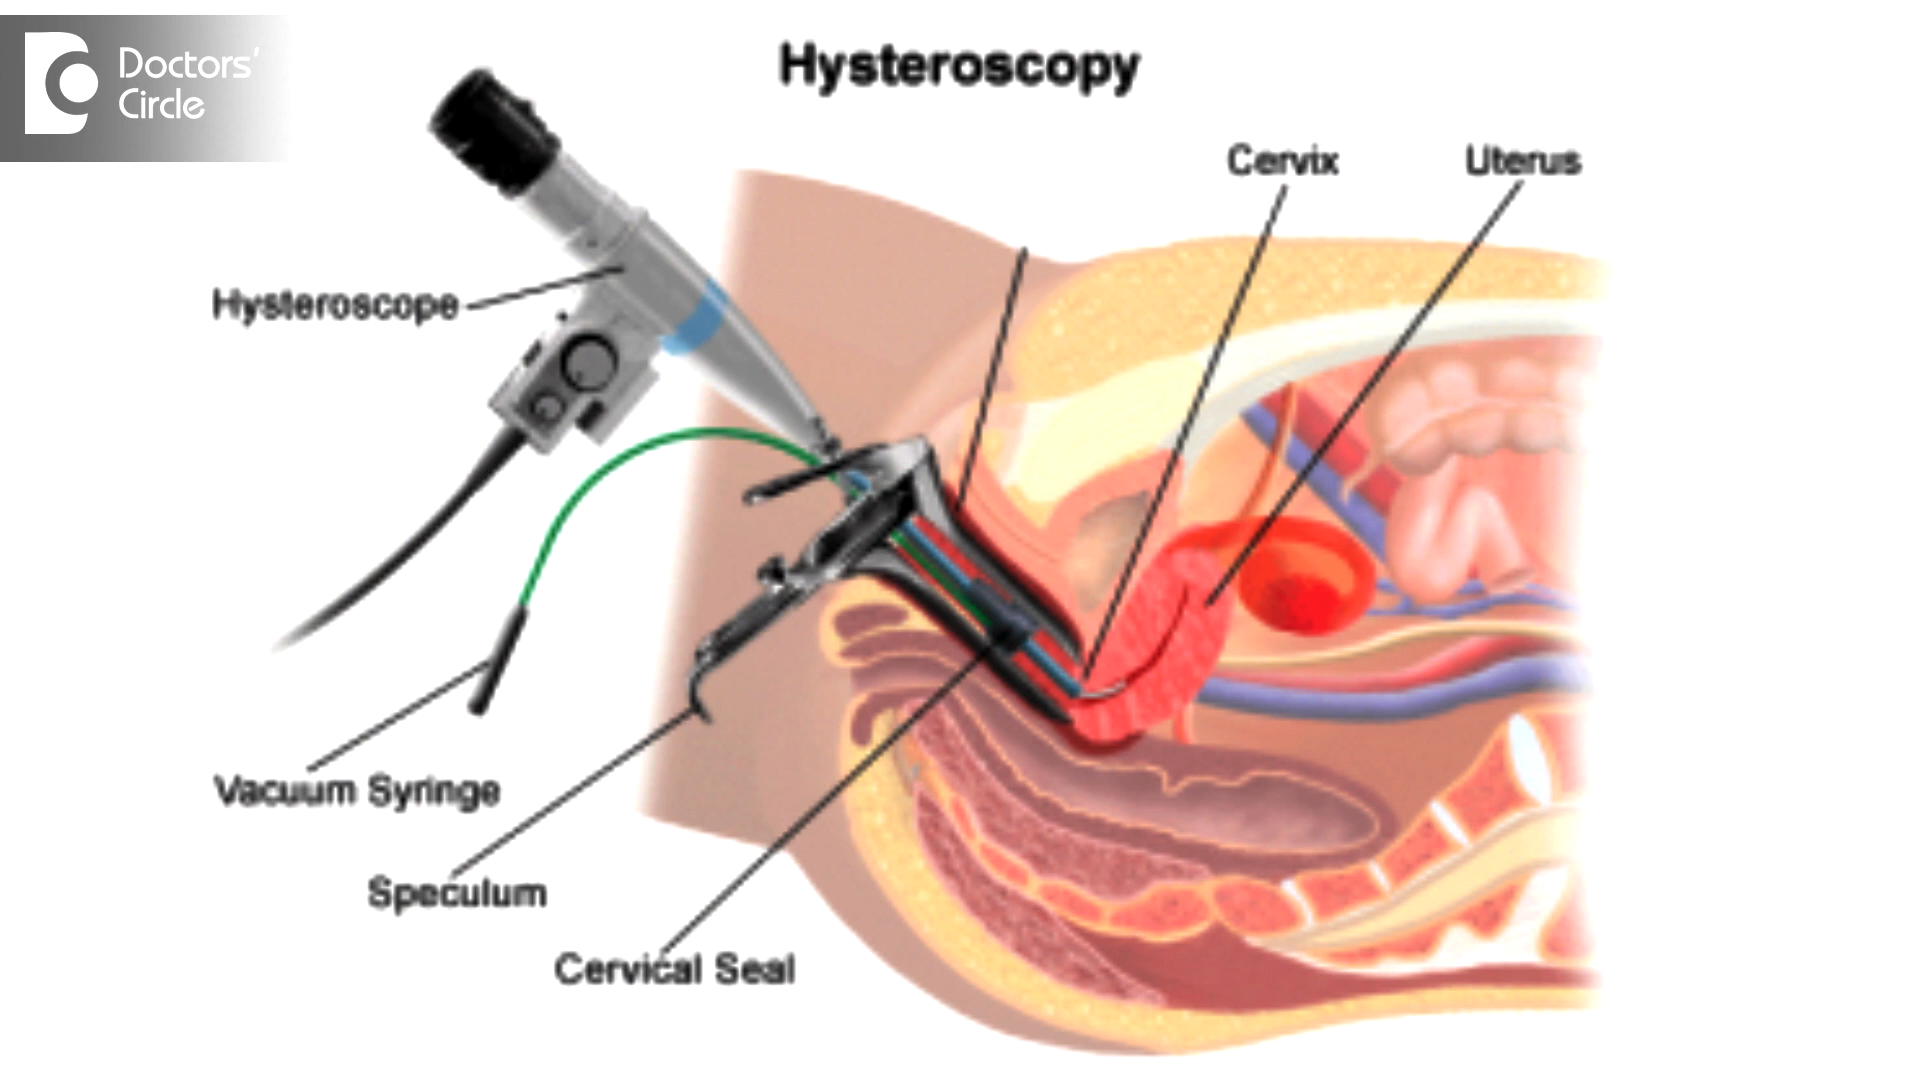 Doctors'
Circle
Hysteroscopy
Cervix
Uterus
Hysteroscope
Vacuum Syringe
Speculum
Cervical Seal